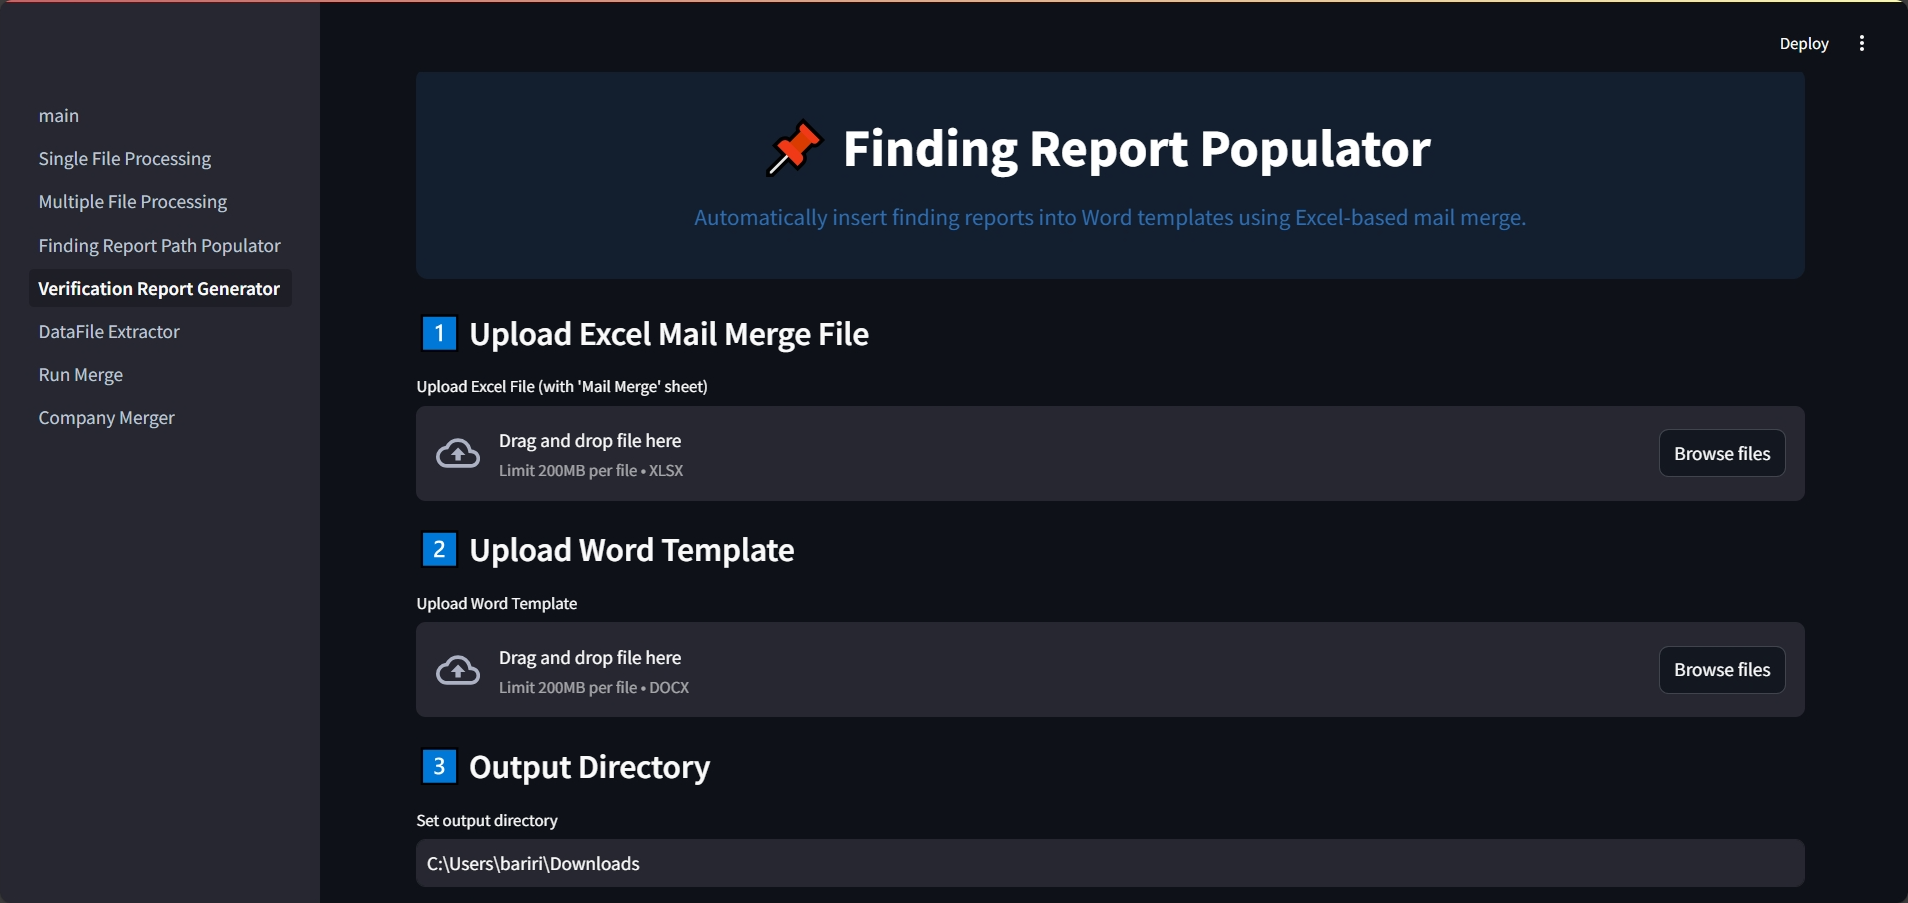 Deploy
main
Single File Processing
Multiple File Processing
Finding Report Path Populator
Verification Report Generator
DataFile Extractor
Run Merge
Company Merger
Finding Report Populator
Automatically insert finding reports into Word templates using Excel-based mail merge.
1 Upload Excel Mail Merge File
Upload Excel File (with 'Mail Merge' sheet)
Drag and drop file here
Limit 200MB per file • XLSX
Browse files
2 Upload Word Template
Upload Word Template
Drag and drop file here
Limit 200MB per file • DOCX
Browse files
3 Output Directory
Set output directory
C:\Users\bariri\Downloads